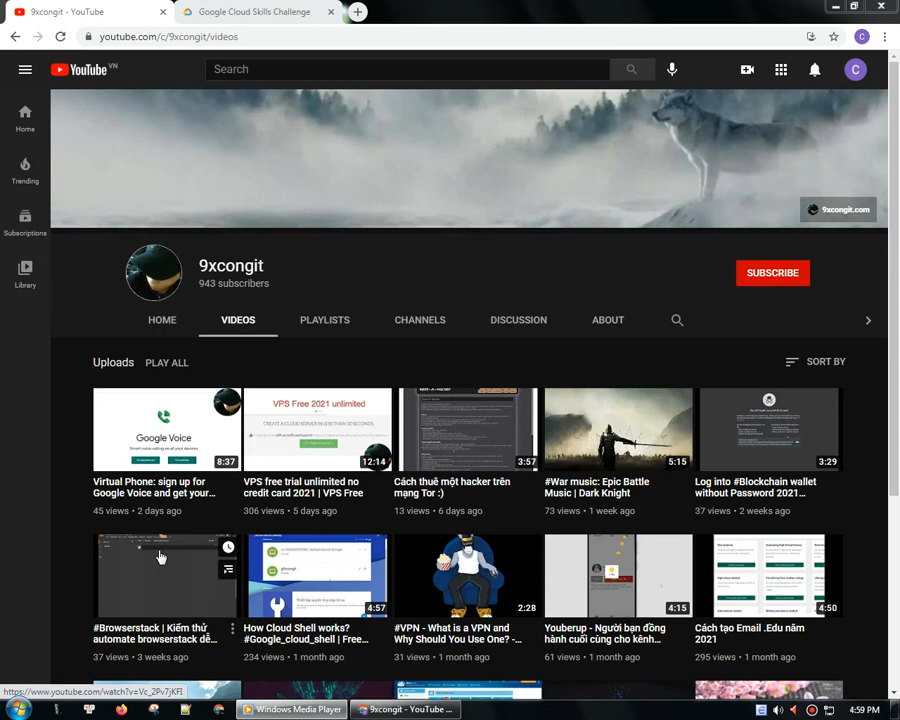 9xcongit - YouTube
Google Cloud Skills Challenge
youtube.com/c/9xcongit/videos
YouTube VN
Search
C
C
Home
Trending
Subscriptions
Library
9xcongit.com
9xcongit
943 subscribers
SUBSCRIBE
HOME
VIDEOS
PLAYLISTS
CHANNELS
DISCUSSION
ABOUT
Uploads
PLAY ALL
SORT BY
Google Voice
8:37
VPS Free 2021 unlimited
CREATE A CLOUD SERVER IN LESS THAN 30 SECONDS
12:14
3:57
5:15
3:29
Virtual Phone: sign up for
Google Voice and get your...
45 views • 2 days ago
VPS free trial unlimited no
credit card 2021 | VPS Free
306 views • 5 days ago
Cách thuê một hacker trên
mạng Tor :)
13 views • 6 days ago
#War music: Epic Battle
Music | Dark Knight
73 views • 1 week ago
Log into #Blockchain wallet
without Password 2021...
37 views • 2 weeks ago
4:57
2:28
4:15
4:50
#Browserstack | Kiểm thử
automate browserstack dễ...
37 views • 3 weeks ago
How Cloud Shell works?
#Google_cloud_shell | Free...
234 views • 1 month ago
#VPN - What is a VPN and
Why Should You Use One? -...
31 views • 1 month ago
Youberup - Người bạn đồng
hành cuối cùng cho kênh...
61 views • 1 month ago
Cách tạo Email .Edu năm
2021
295 views • 1 month ago
https://www.youtube.com/watch?v=Vc_2Pv7jKFI
Windows Media Player
9xcongit - YouTube ...
4:59 PM